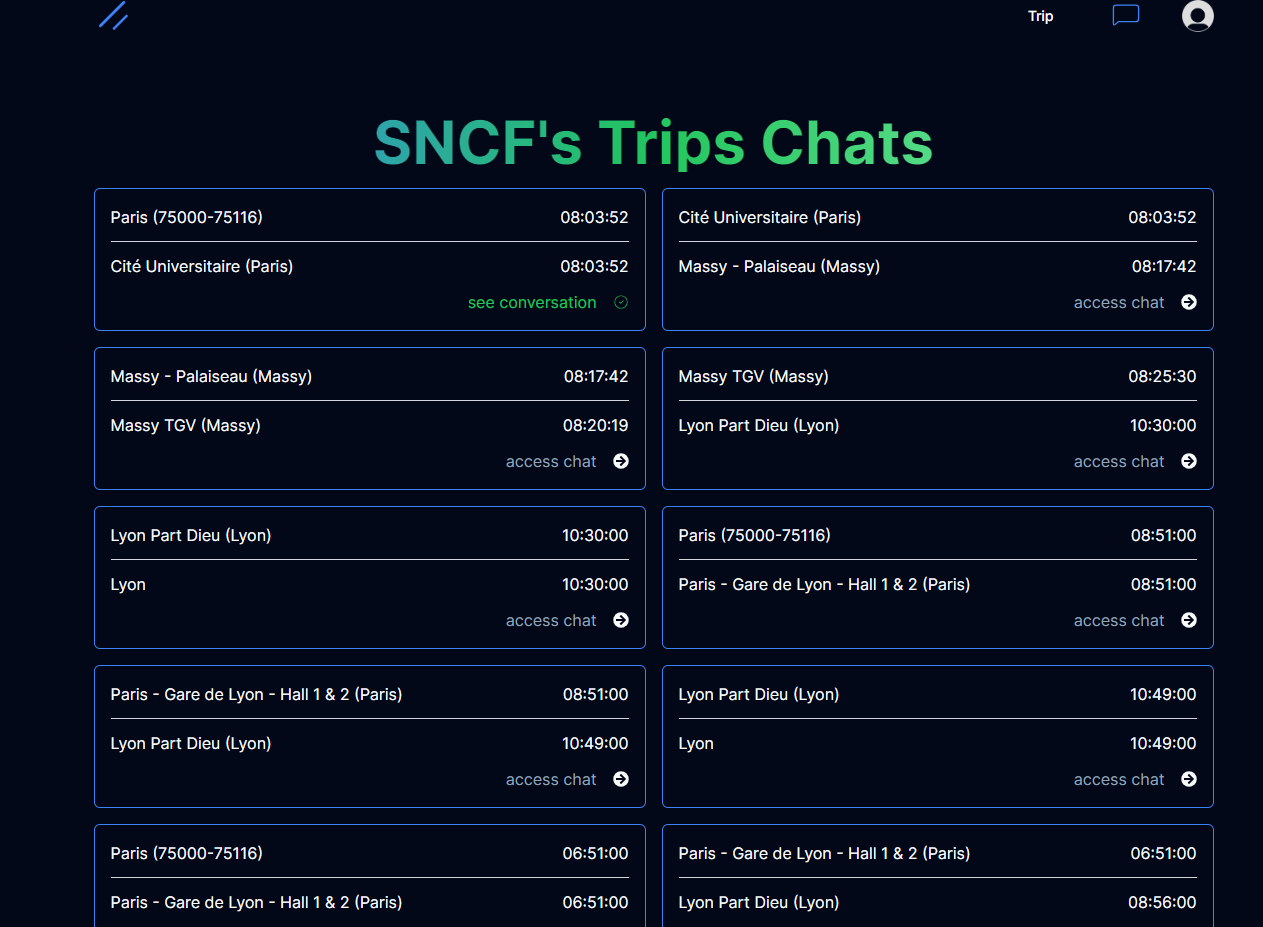 Trip
SNCF's Trips Chats
Paris (75000-75116) 08:03:52
Cité Universitaire (Paris) 08:03:52
see conversation
Cité Universitaire (Paris) 08:03:52
Massy - Palaiseau (Massy) 08:17:42
access chat
Massy - Palaiseau (Massy) 08:17:42
Massy TGV (Massy) 08:20:19
access chat
Massy TGV (Massy) 08:25:30
Lyon Part Dieu (Lyon) 10:30:00
access chat
Lyon Part Dieu (Lyon) 10:30:00
Lyon 10:30:00
access chat
Paris (75000-75116) 08:51:00
Paris - Gare de Lyon - Hall 1 & 2 (Paris) 08:51:00
access chat
Paris - Gare de Lyon - Hall 1 & 2 (Paris) 08:51:00
Lyon Part Dieu (Lyon) 10:49:00
access chat
Lyon Part Dieu (Lyon) 10:49:00
Lyon 10:49:00
access chat
Paris (75000-75116) 06:51:00
Paris - Gare de Lyon - Hall 1 & 2 (Paris) 06:51:00
Paris - Gare de Lyon - Hall 1 & 2 (Paris) 06:51:00
Lyon Part Dieu (Lyon) 08:56:00